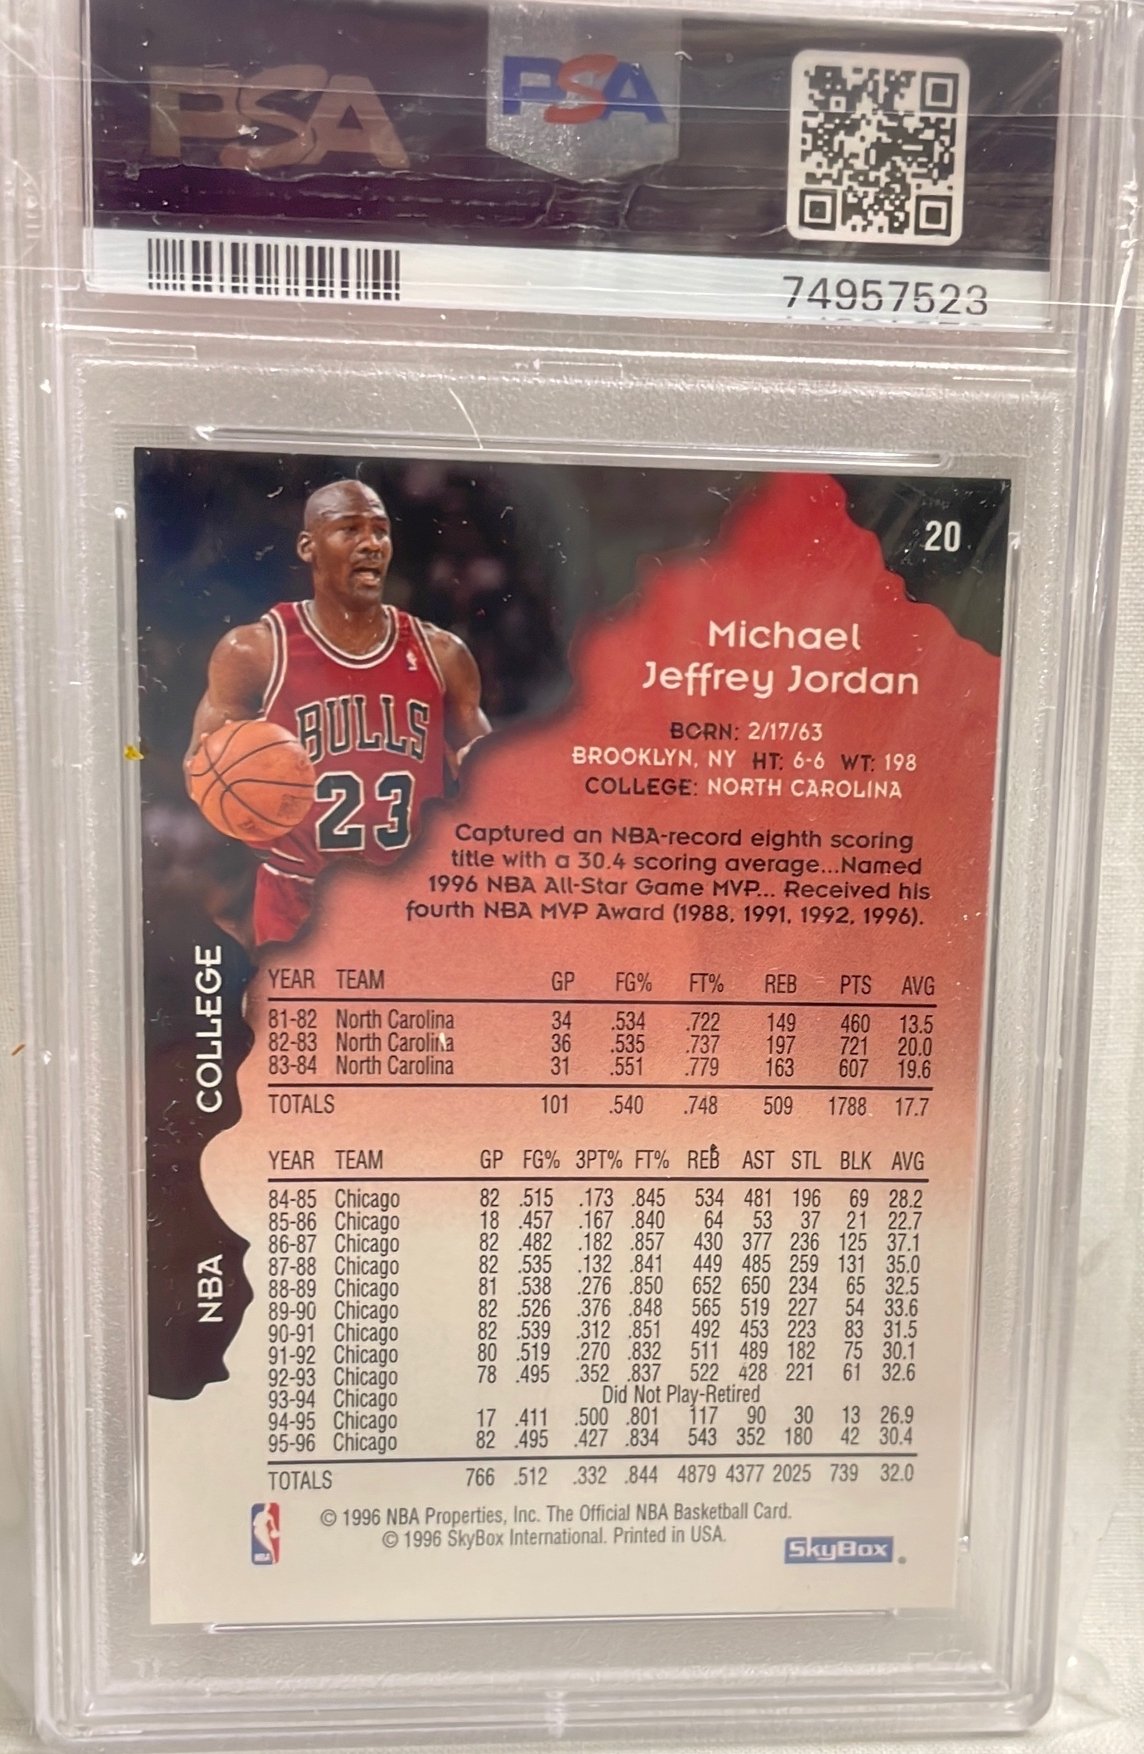 PSA
PSA
74957523
20
BULLS
23
Michael
Jeffrey Jordan
BORN: 2/17/63
BROOKLYN, NY HT: 6-6 WT: 198
COLLEGE: NORTH CAROLINA
Captured an NBA-record eighth scoring
title with a 30.4 scoring average...Named
1996 NBA All-Star Game MVP... Received his
fourth NBA MVP Award (1988, 1991, 1992, 1996).
COLLEGE
YEAR TEAM GP FG% FT% REB PTS AVG
81-82 North Carolina 34 .534 .722 149 460 13.5
82-83 North Carolina 36 .535 .737 197 721 20.0
83-84 North Carolina 31 .551 .779 163 607 19.6
TOTALS 101 .540 .748 509 1788 17.7
NBA
YEAR TEAM GP FG% 3PT% FT% REB AST STL BLK AVG
84-85 Chicago 82 .515 .173 .845 534 481 196 69 28.2
85-86 Chicago 18 .457 .167 .840 64 53 37 21 22.7
86-87 Chicago 82 .482 .182 .857 430 377 236 125 37.1
87-88 Chicago 82 .535 .132 .841 449 485 259 131 35.0
88-89 Chicago 81 .538 .276 .850 652 650 234 65 32.5
89-90 Chicago 82 .526 .376 .848 565 519 227 54 33.6
90-91 Chicago 82 .539 .312 .851 492 453 223 83 31.5
91-92 Chicago 80 .519 .270 .832 511 489 182 75 30.1
92-93 Chicago 78 .495 .352 .837 522 428 221 61 32.6
93-94 Chicago Did Not Play-Retired
94-95 Chicago 17 .411 .500 .801 117 90 30 13 26.9
95-96 Chicago 82 .495 .427 .834 543 352 180 42 30.4
TOTALS 766 .512 .332 .844 4879 4377 2025 739 32.0
© 1996 NBA Properties, Inc. The Official NBA Basketball Card.
© 1996 SkyBox International. Printed in USA.
NBA
SkyBox